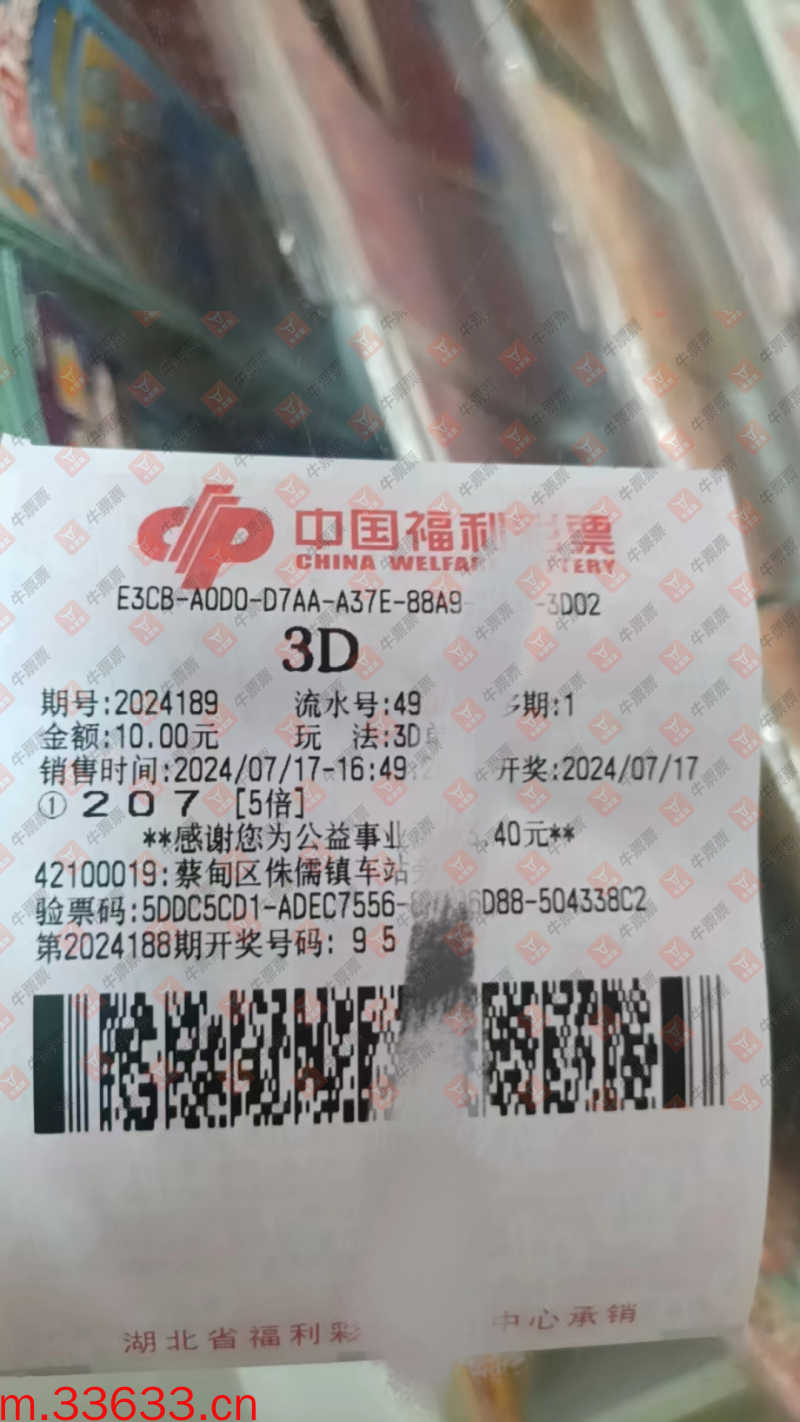 中国福利 票
CHINA WELFA TERY
E3CB-A0D0-D7AA-A37E-88A9- -3D02
3D
期号:2024189 流水号:49 期:1
金额:10.00元 玩 法:3D
销售时间:2024/07/17-16:49: 开奖:2024/07/17
① 2 0 7 [5倍]
**感谢您为公益事业 .40元**
42100019:蔡甸区侏儒镇车站
验票码:5DDC5CD1-ADEC7556- 6D88-504338C2
第2024188期开奖号码: 9 5
湖北省福利彩 中心承销
牛票票
m.33633.cn